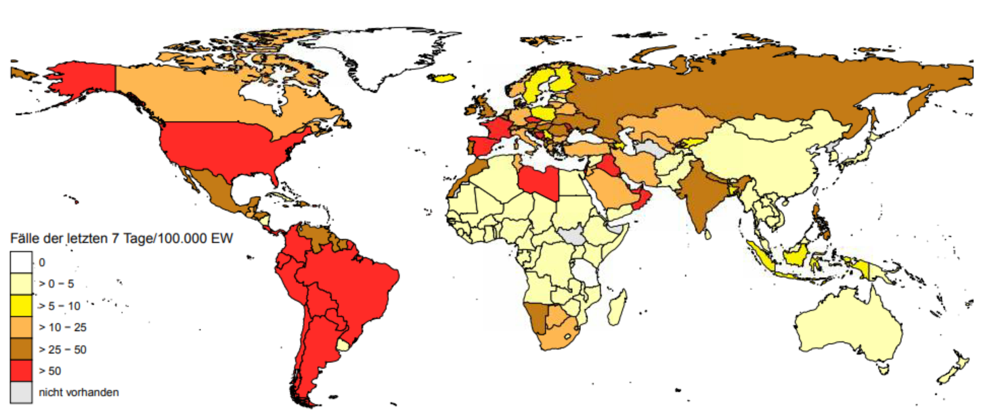 Fälle der letzten 7 Tage/100.000 EW
0
> 0 − 5
> 5 − 10
> 10 − 25
> 25 − 50
> 50
nicht vorhanden